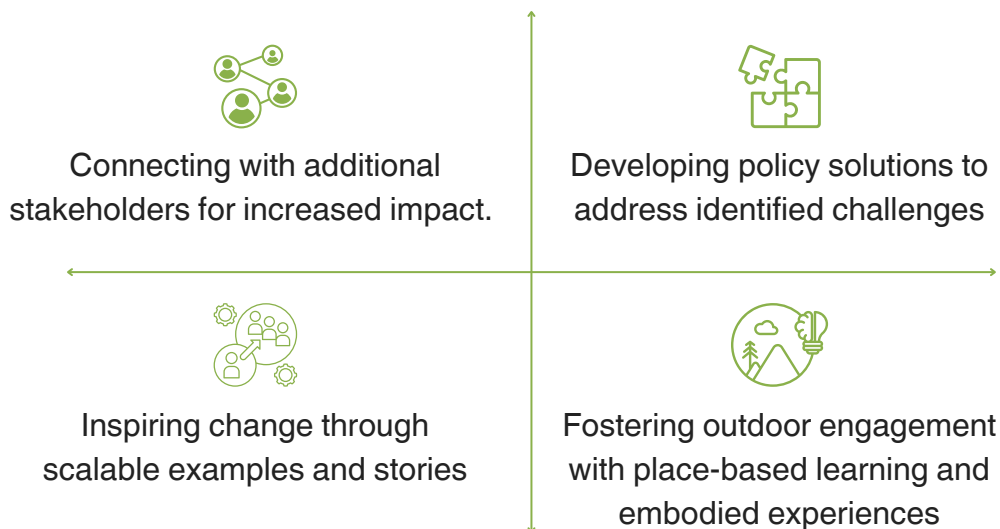 Connecting with additional
stakeholders for increased impact.
Developing policy solutions to
address identified challenges
Inspiring change through
scalable examples and stories
Fostering outdoor engagement
with place-based learning and
embodied experiences